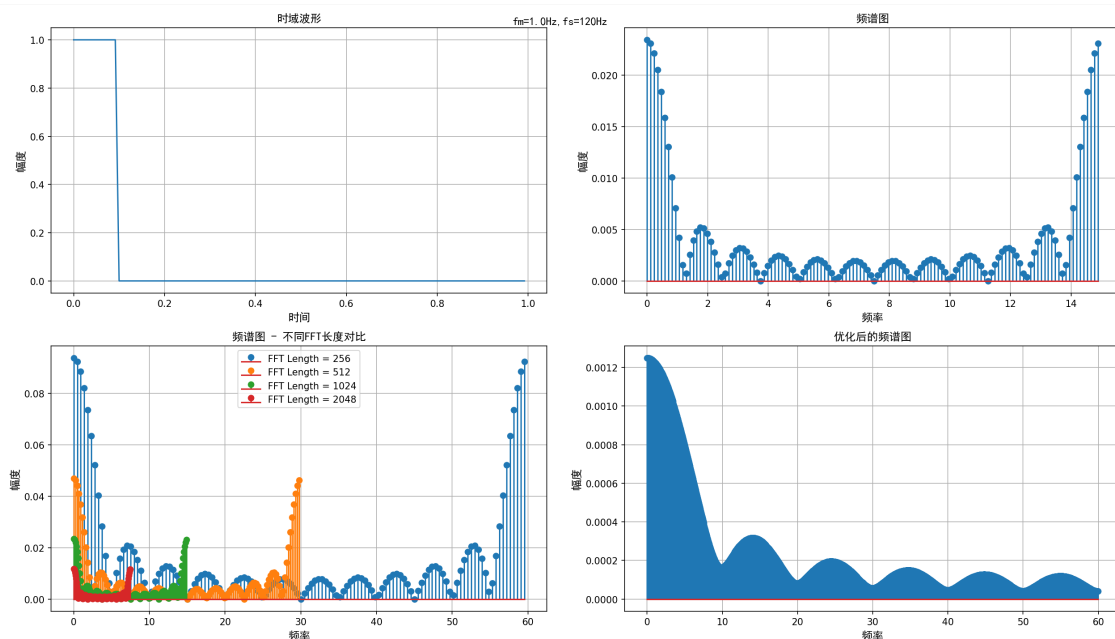 时域波形
fm=1.0Hz,fs=120Hz
1.0
0.8
0.6
0.4
0.2
0.0
幅度
0.0 0.2 0.4 0.6 0.8 1.0
时间
频谱图
0.020
0.015
0.010
0.005
0.000
幅度
0 2 4 6 8 10 12 14
频率
频谱图 - 不同FFT长度对比
FFT Length = 256
FFT Length = 512
FFT Length = 1024
FFT Length = 2048
0.08
0.06
0.04
0.02
0.00
幅度
0 10 20 30 40 50 60
频率
优化后的频谱图
0.0012
0.0010
0.0008
0.0006
0.0004
0.0002
0.0000
幅度
0 10 20 30 40 50 60
频率